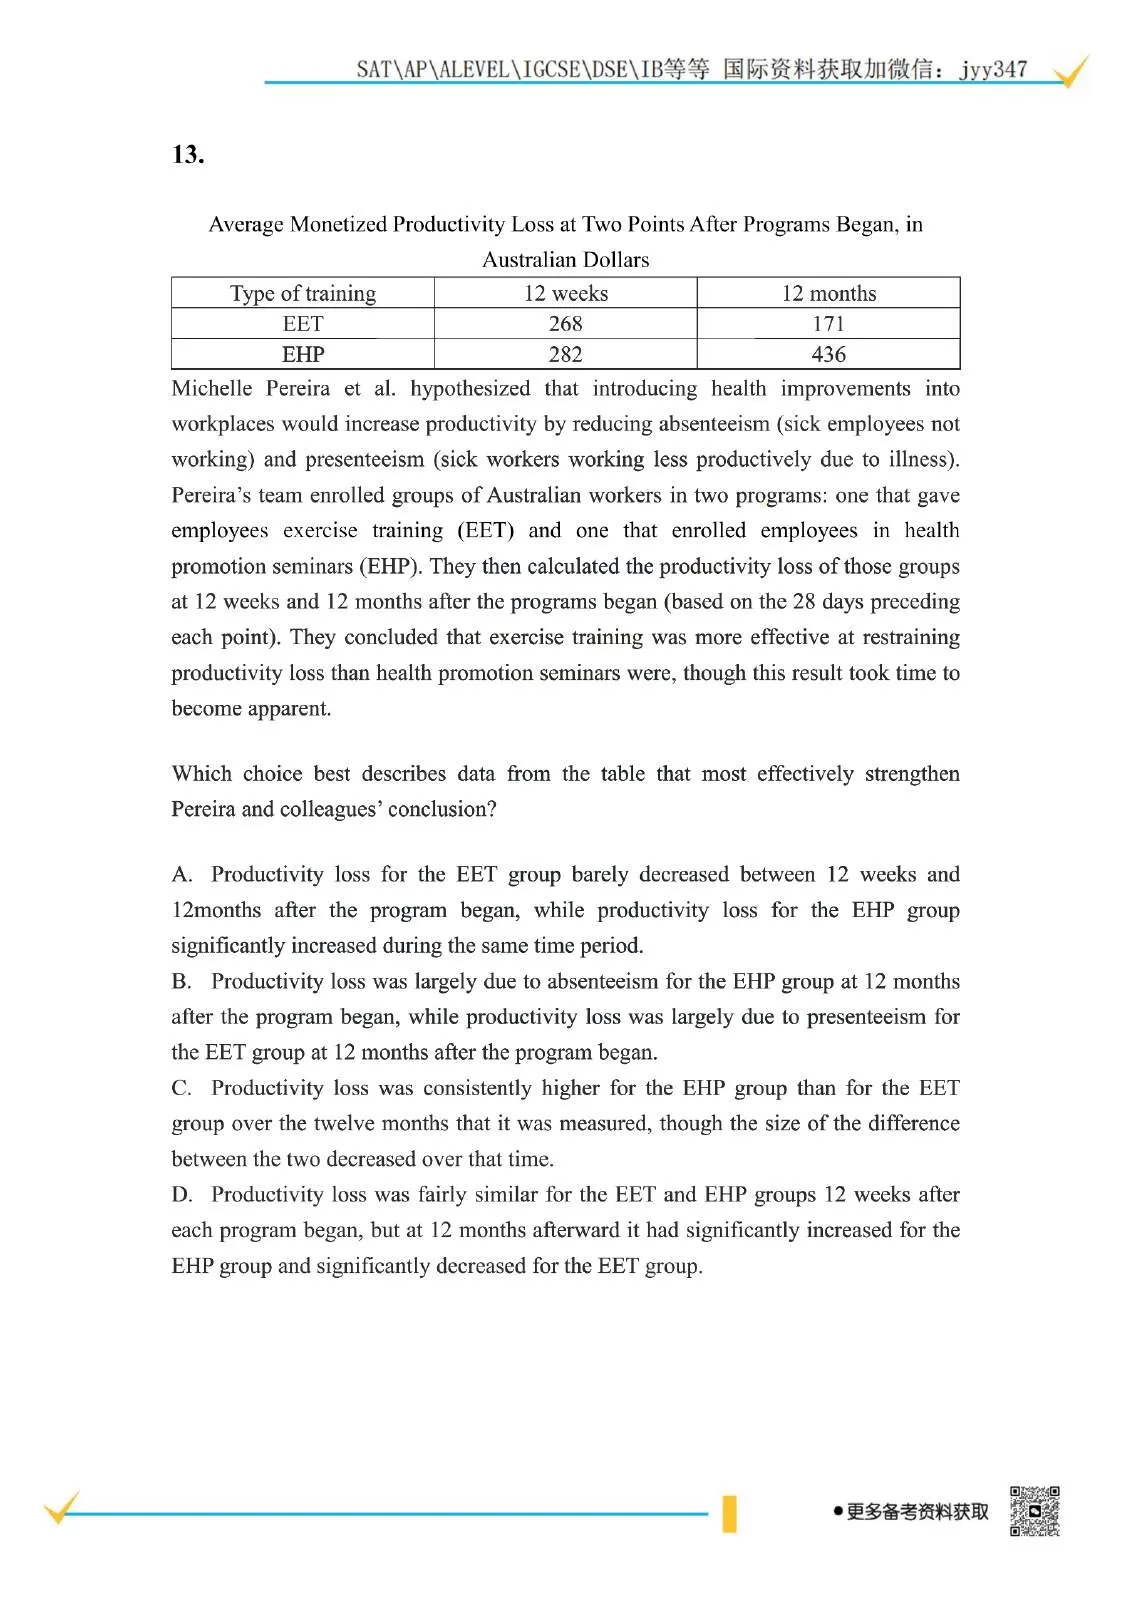 SAT\AP\ALEVEL\IGCSE\DSE\IB等等 国际资料获取加微信：jyy347
13.
Average Monetized Productivity Loss at Two Points After Programs Began, in
Australian Dollars
Type of training 12 weeks 12 months
EET 268 171
EHP 282 436
Michelle Pereira et al. hypothesized that introducing health improvements into
workplaces would increase productivity by reducing absenteeism (sick employees not
working) and presenteeism (sick workers working less productively due to illness).
Pereira's team enrolled groups of Australian workers in two programs: one that gave
employees exercise training (EET) and one that enrolled employees in health
promotion seminars (EHP). They then calculated the productivity loss of those groups
at 12 weeks and 12 months after the programs began (based on the 28 days preceding
each point). They concluded that exercise training was more effective at restraining
productivity loss than health promotion seminars were, though this result took time to
become apparent.
Which choice best describes data from the table that most effectively strengthen
Pereira and colleagues' conclusion?
A. Productivity loss for the EET group barely decreased between 12 weeks and
12months after the program began, while productivity loss for the EHP group
significantly increased during the same time period.
B. Productivity loss was largely due to absenteeism for the EHP group at 12 months
after the program began, while productivity loss was largely due to presenteeism for
the EET group at 12 months after the program began.
C. Productivity loss was consistently higher for the EHP group than for the EET
group over the twelve months that it was measured, though the size of the difference
between the two decreased over that time.
D. Productivity loss was fairly similar for the EET and EHP groups 12 weeks after
each program began, but at 12 months afterward it had significantly increased for the
EHP group and significantly decreased for the EET group.
●更多备考资料获取